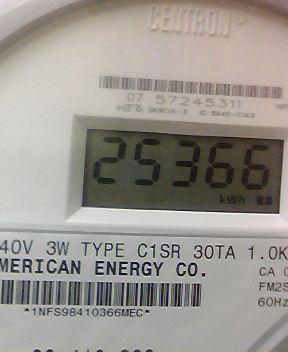 CENTRON®
07 57245311
25366
kWh
40V 3W TYPE C1SR 30TA 1.0K
MERICAN ENERGY CO.
CA 0
FM2S
60Hz
*1NFS98410366MEC*